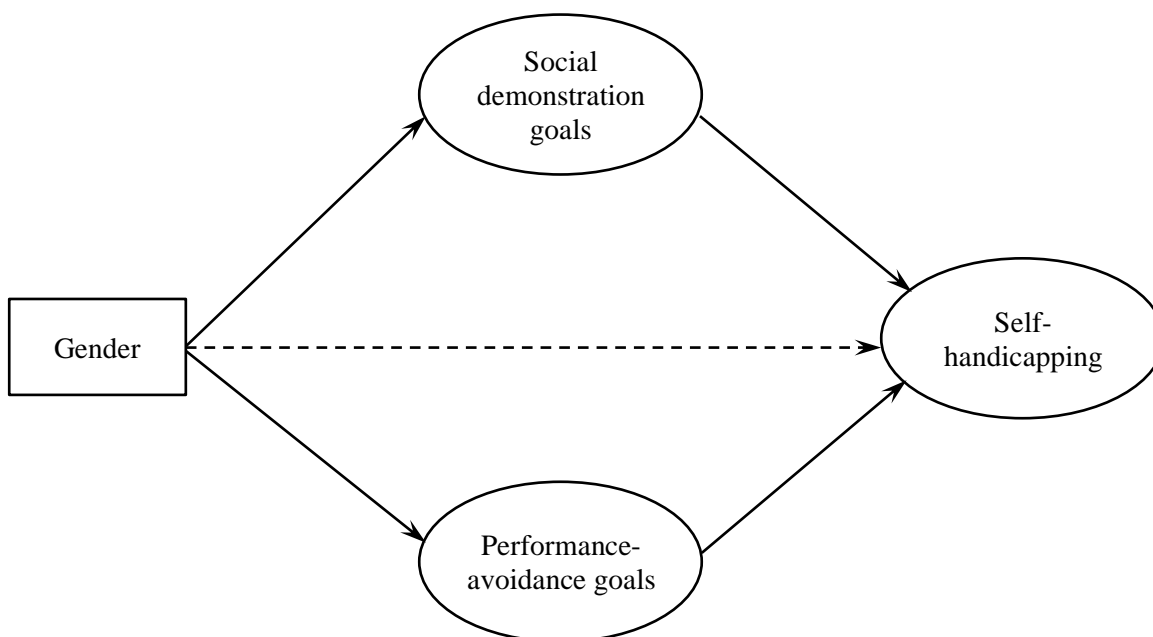 Social
demonstration
goals
Gender
Self-
handicapping
Performance-
avoidance goals